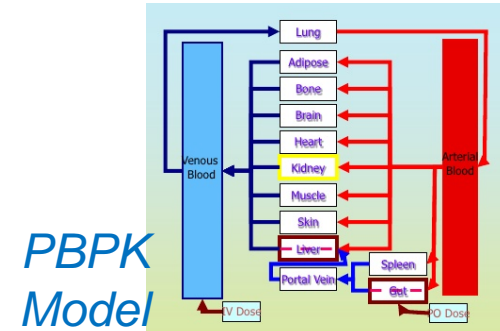 Lung
Adipose
Bone
Brain
Heart
Venous
Blood
Kidney
Arterial
Blood
Muscle
Skin
Liver
Spleen
Portal Vein
Gut
IV Dose
PO Dose
PBPK
Model